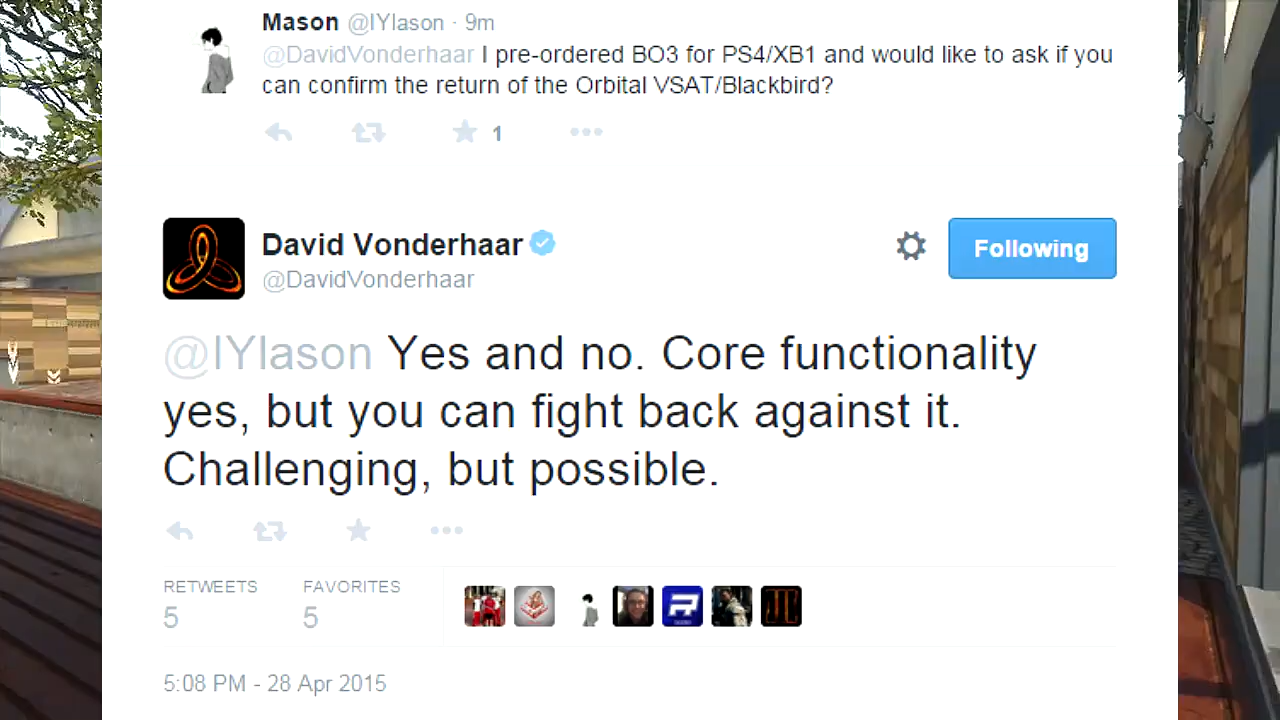 Mason @IYIason · 9m
@DavidVonderhaar I pre-ordered BO3 for PS4/XB1 and would like to ask if you
can confirm the return of the Orbital VSAT/Blackbird?
1
David Vonderhaar
Following
@DavidVonderhaar
@IYIason Yes and no. Core functionality
yes, but you can fight back against it.
Challenging, but possible.
RETWEETS FAVORITES
5 5
5:08 PM - 28 Apr 2015